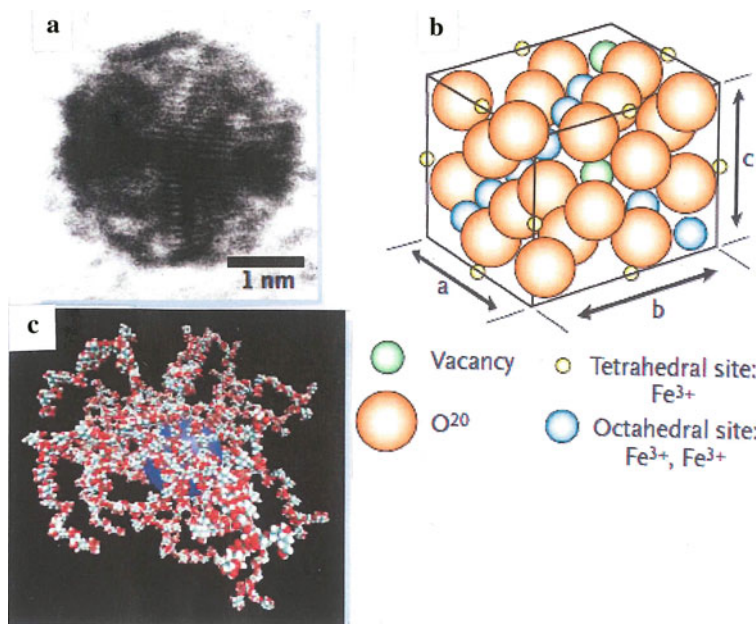 a
1 nm
b
c
a
b
Vacancy
O²⁰
Tetrahedral site:
Fe³⁺
Octahedral site:
Fe³⁺, Fe³⁺
c